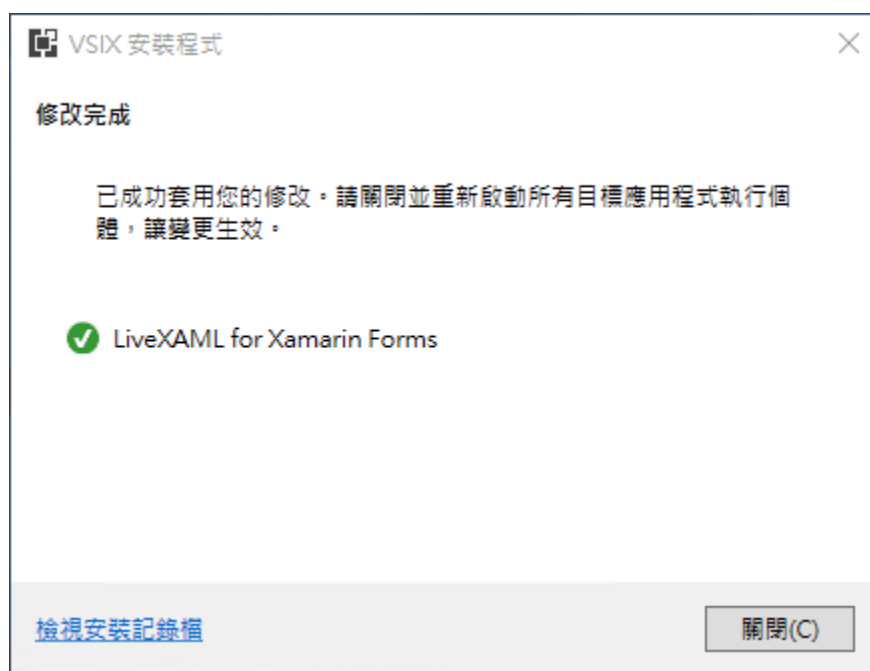 VSIX 安裝程式
修改完成
已成功套用您的修改。請關閉並重新啟動所有目標應用程式執行個
體，讓變更生效。
LiveXAML for Xamarin Forms
檢視安裝記錄檔
關閉(C)